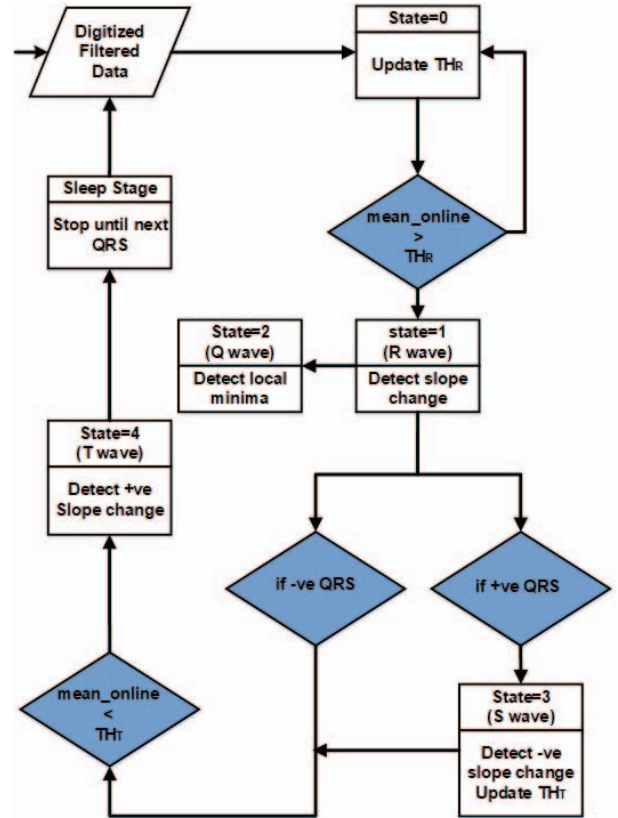 Digitized
Filtered
Data
State=0
Update THR
mean_online
>
THR
Sleep Stage
Stop until next
QRS
State=2
(Q wave)
Detect local
minima
state=1
(R wave)
Detect slope
change
State=4
(T wave)
Detect +ve
Slope change
if -ve QRS
if +ve QRS
mean_online
<
THT
State=3
(S wave)
Detect -ve
slope change
Update THT